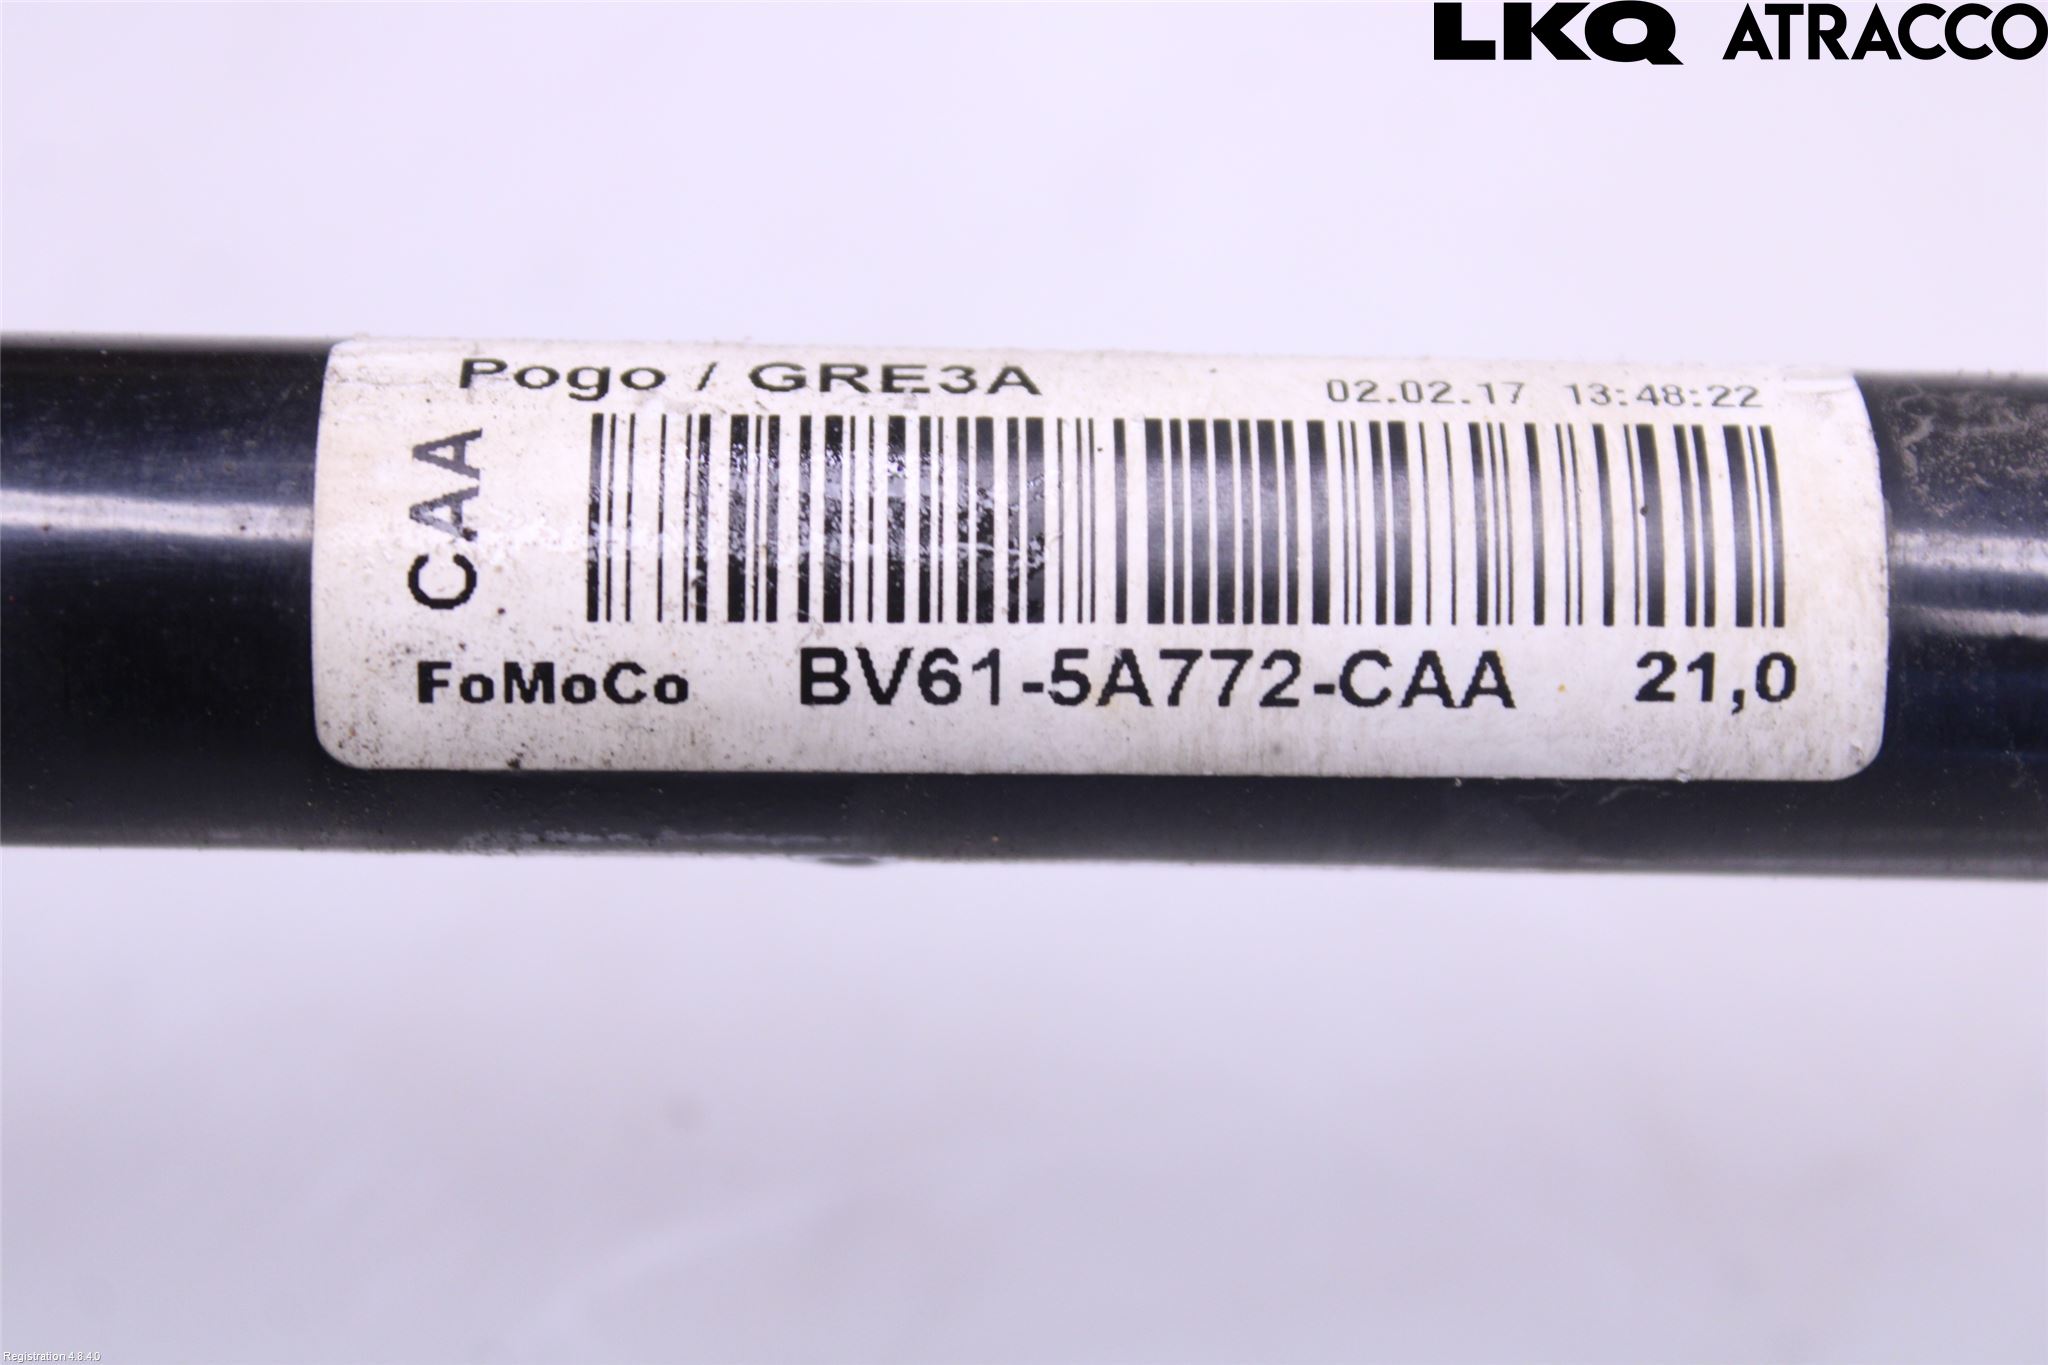 LKQ ATRACCO
Pogo / GRE3A 02.02.17 13:48:22
CAA
FoMoCo BV61-5A772-CAA 21,0
Registration 4.8.4.0